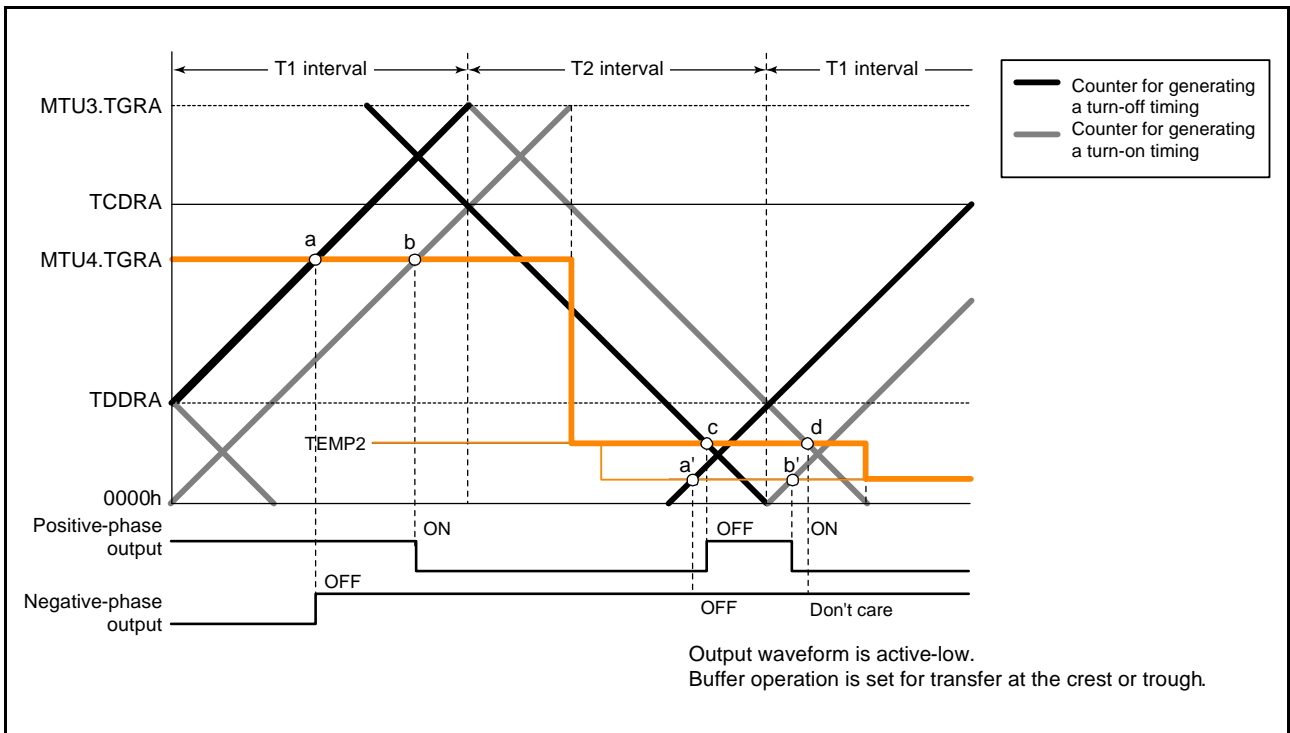 T1 interval
T2 interval
T1 interval
Counter for generating
a turn-off timing
Counter for generating
a turn-on timing
MTU3.TGRA
TCDRA
a
b
MTU4.TGRA
TDDRA
TEMP2
c
d
a'
b'
0000h
Positive-phase
output
ON
OFF
ON
OFF
Negative-phase
output
OFF
Don't care
Output waveform is active-low.
Buffer operation is set for transfer at the crest or trough.